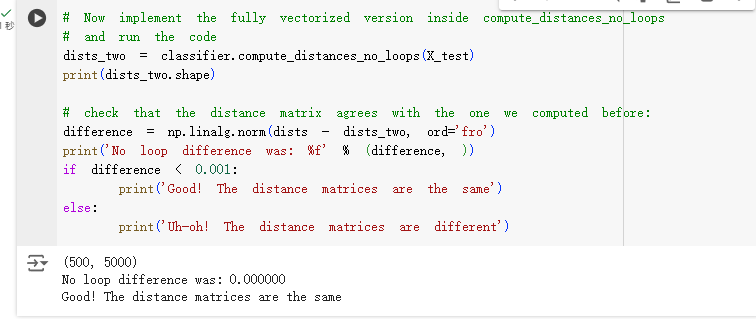 秒
# Now implement the fully vectorized version inside compute_distances_no_loops
# and run the code
dists_two = classifier.compute_distances_no_loops(X_test)
print(dists_two.shape)
# check that the distance matrix agrees with the one we computed before:
difference = np.linalg.norm(dists - dists_two, ord='fro')
print('No loop difference was: %f' % (difference, ))
if difference < 0.001:
print('Good! The distance matrices are the same')
else:
print('Uh-oh! The distance matrices are different')
(500, 5000)
No loop difference was: 0.000000
Good! The distance matrices are the same